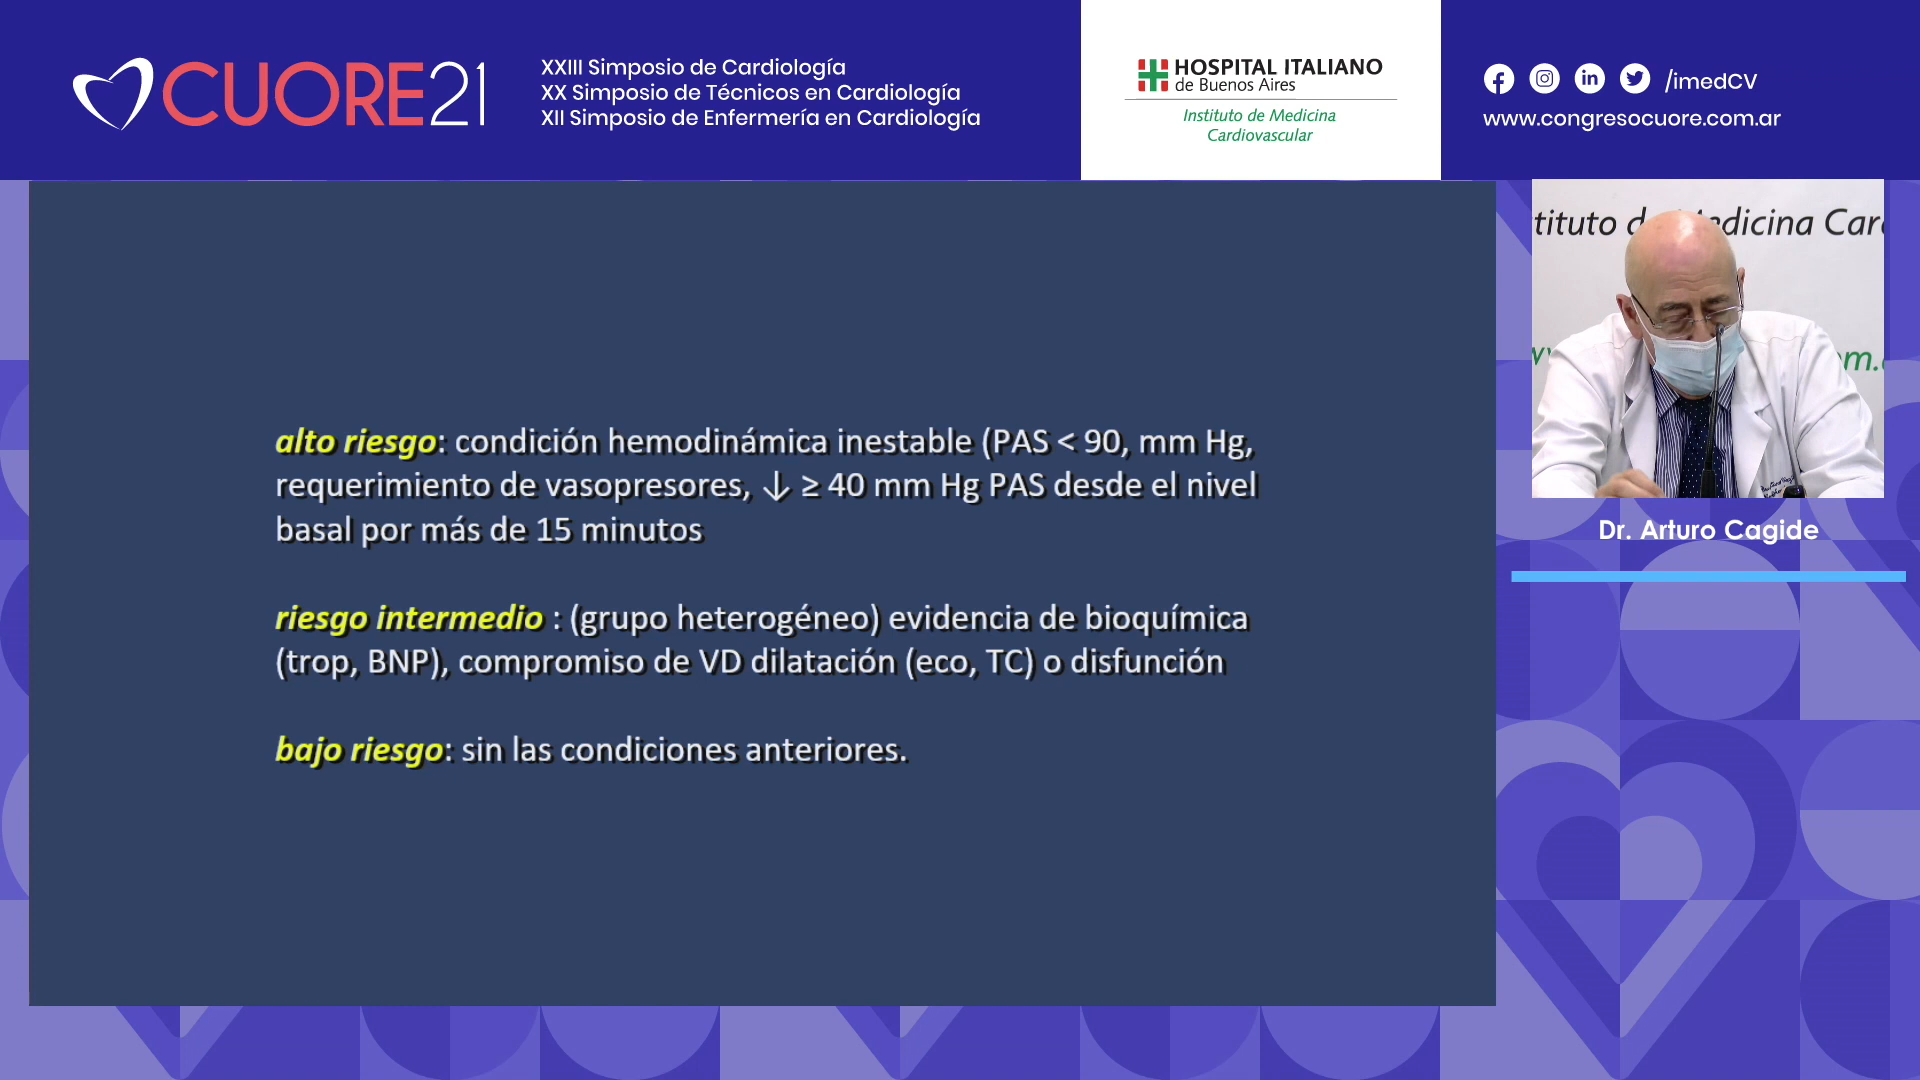 CUORE21
XXIII Simposio de Cardiología
XX Simposio de Técnicos en Cardiología
XII Simposio de Enfermería en Cardiología
HOSPITAL ITALIANO
de Buenos Aires
Instituto de Medicina
Cardiovascular
/imedCV
www.congresocuore.com.ar
tituto d Medicina Car
m.
Dr. Arturo Cagide
alto riesgo: condición hemodinámica inestable (PAS < 90, mm Hg,
requerimiento de vasopresores, ↓ ≥ 40 mm Hg PAS desde el nivel
basal por más de 15 minutos
riesgo intermedio : (grupo heterogéneo) evidencia de bioquímica
(trop, BNP), compromiso de VD dilatación (eco, TC) o disfunción
bajo riesgo: sin las condiciones anteriores.